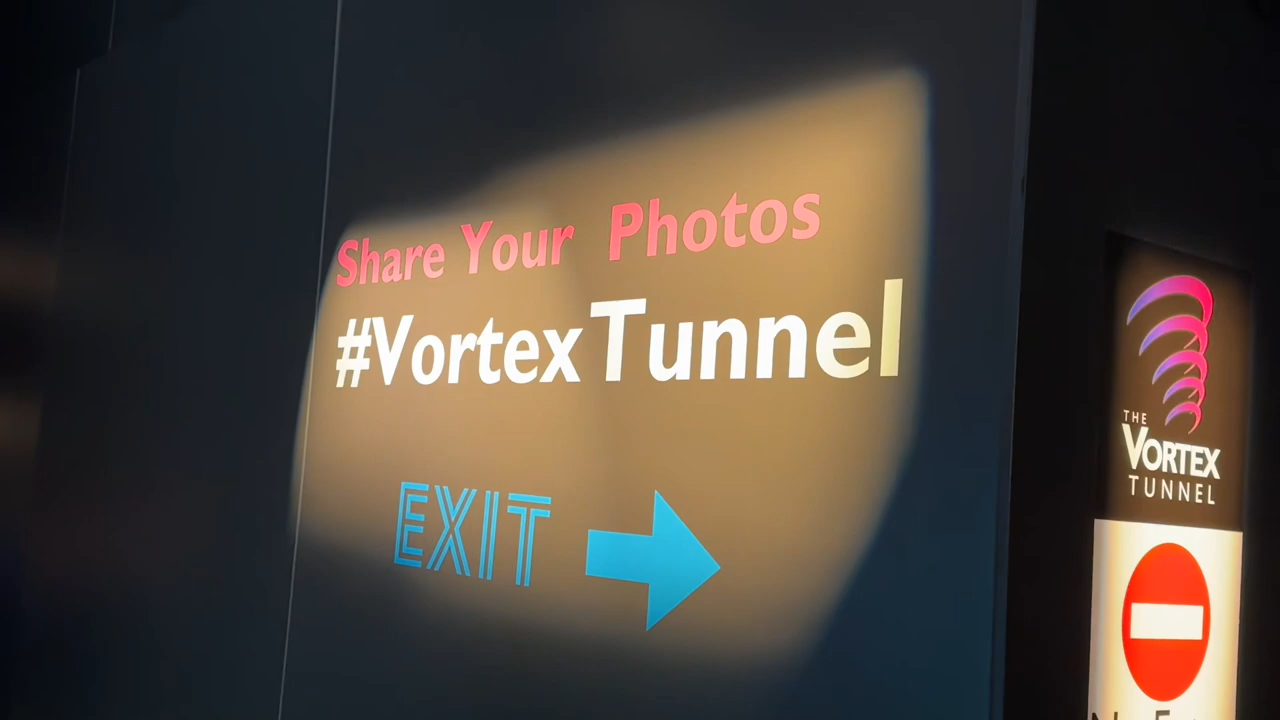 Share Your Photos
#VortexTunnel
EXIT
THE
VORTEX
TUNNEL